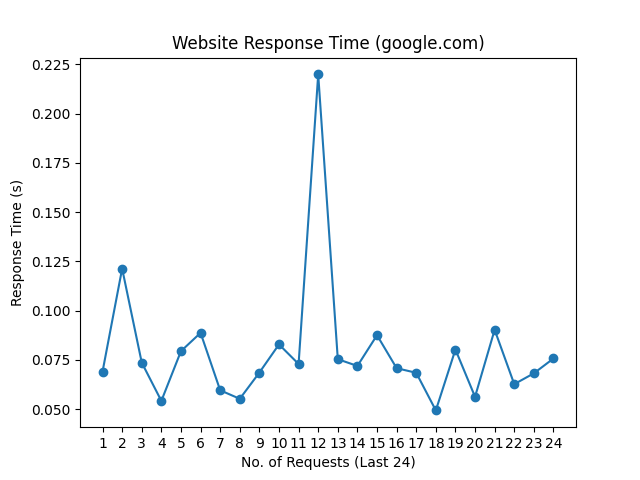 Website Response Time (google.com)
0.225
0.200
0.175
0.150
0.125
0.100
0.075
0.050
Response Time (s)
1 2 3 4 5 6 7 8 9 10 11 12 13 14 15 16 17 18 19 20 21 22 23 24
No. of Requests (Last 24)